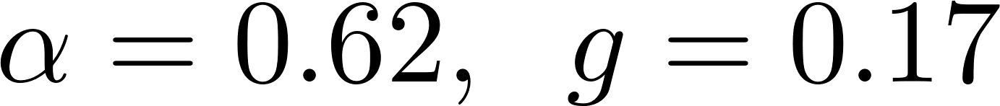 α = 0.62, g = 0.17